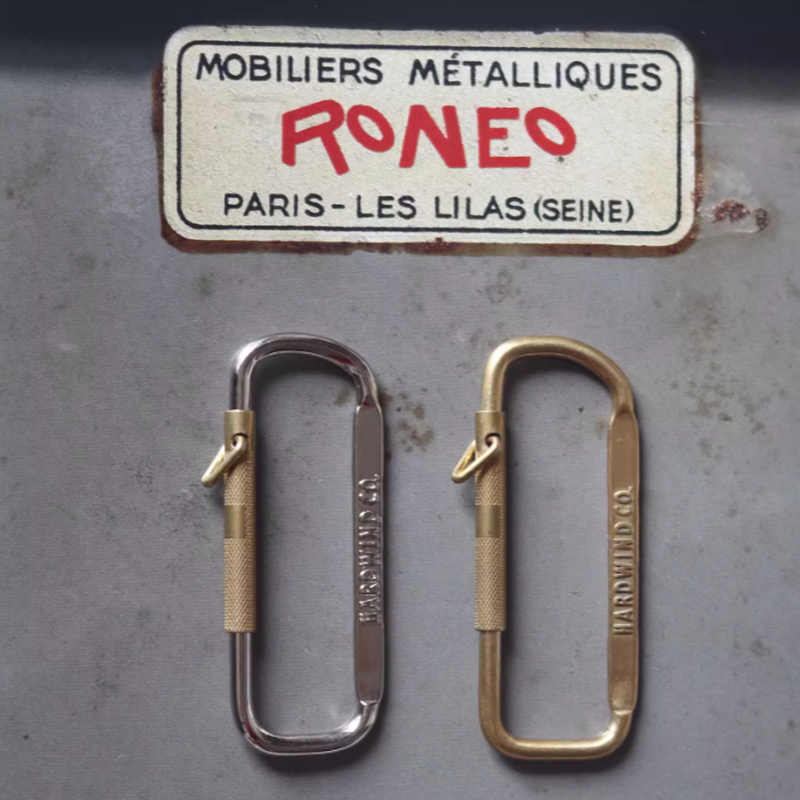 MOBILIERS MÉTALLIQUES
RONEO
PARIS - LES LILAS (SEINE)
HARDWIND CO.
HARDWIND CO.